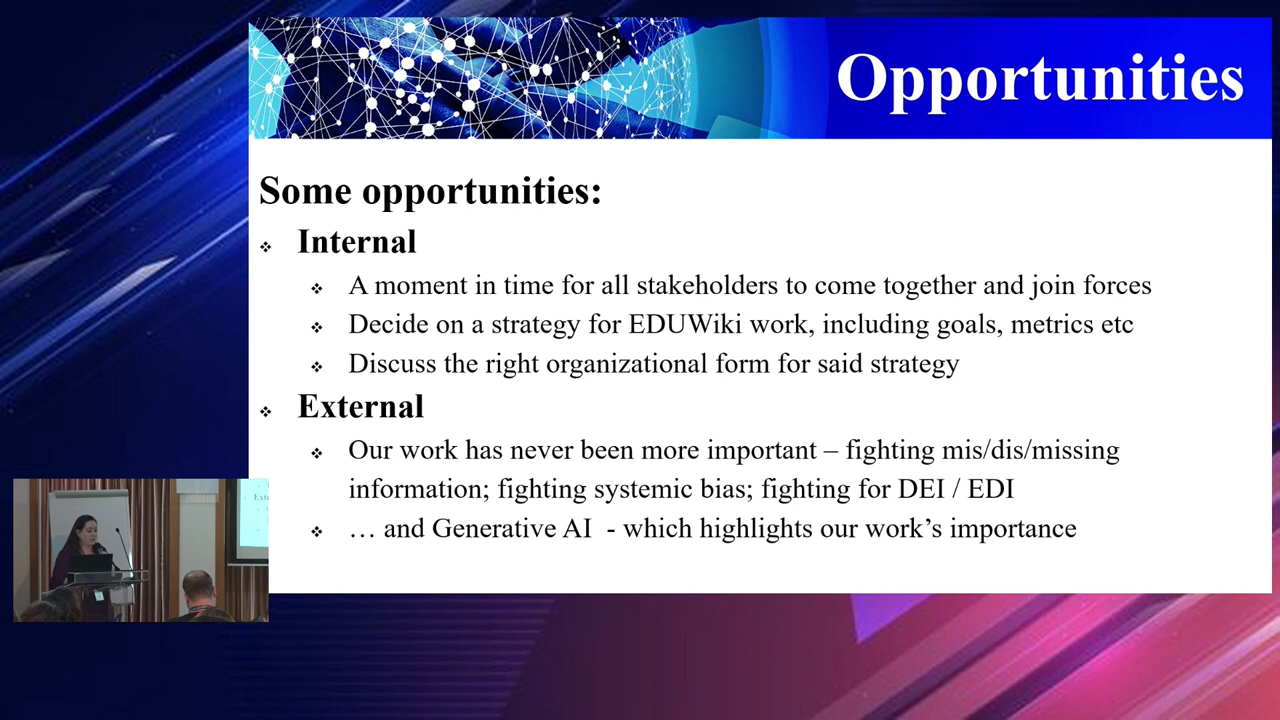 Opportunities
Some opportunities:
❖ Internal
❖ A moment in time for all stakeholders to come together and join forces
❖ Decide on a strategy for EDUWiki work, including goals, metrics etc
❖ Discuss the right organizational form for said strategy
❖ External
❖ Our work has never been more important – fighting mis/dis/missing
information; fighting systemic bias; fighting for DEI / EDI
❖ … and Generative AI - which highlights our work’s importance